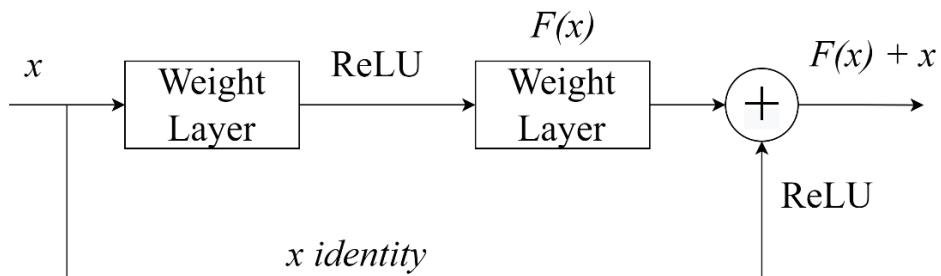 x
Weight
Layer
ReLU
F(x)
Weight
Layer
+
F(x) + x
ReLU
x identity